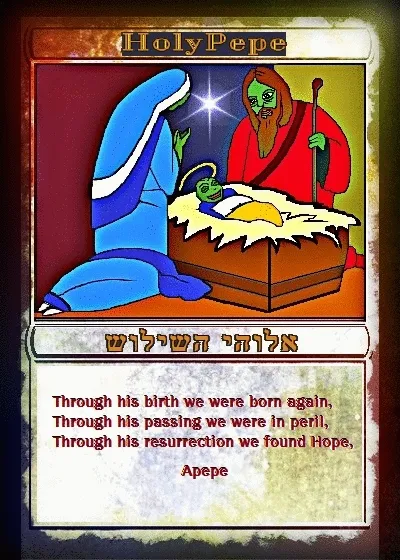 HolyPepe
אלוהי השילוש
Through his birth we were born again,
Through his passing we were in peril,
Through his resurrection we found Hope,
Apepe